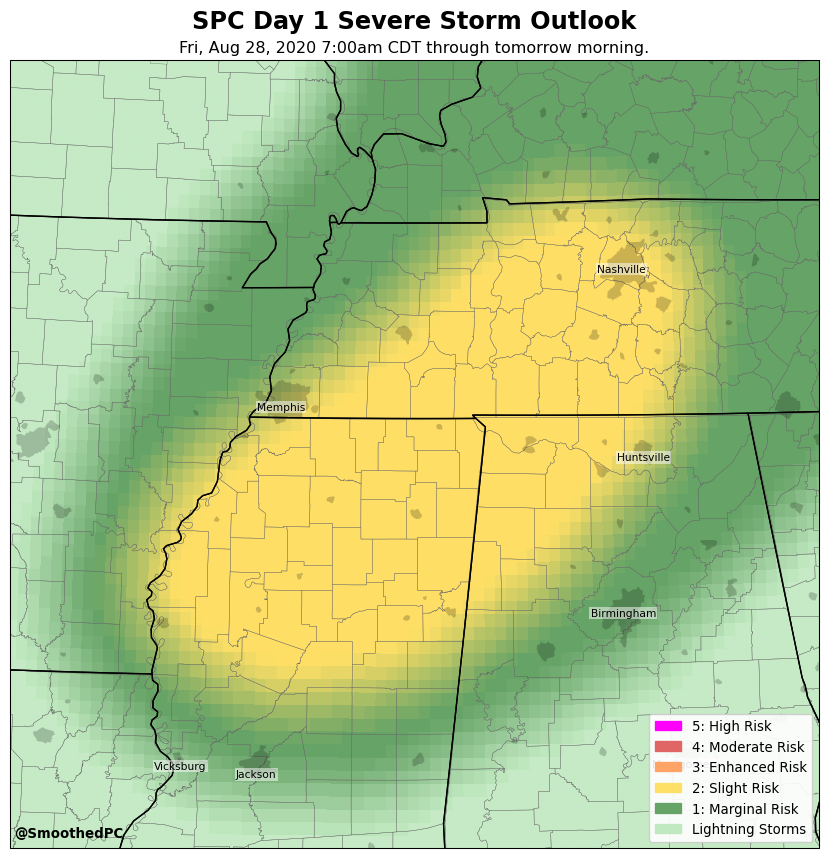 SPC Day 1 Severe Storm Outlook
Fri, Aug 28, 2020 7:00am CDT through tomorrow morning.
Nashville
Memphis
Huntsville
Birmingham
Vicksburg
Jackson
5: High Risk
4: Moderate Risk
3: Enhanced Risk
2: Slight Risk
1: Marginal Risk
Lightning Storms
@SmoothedPC